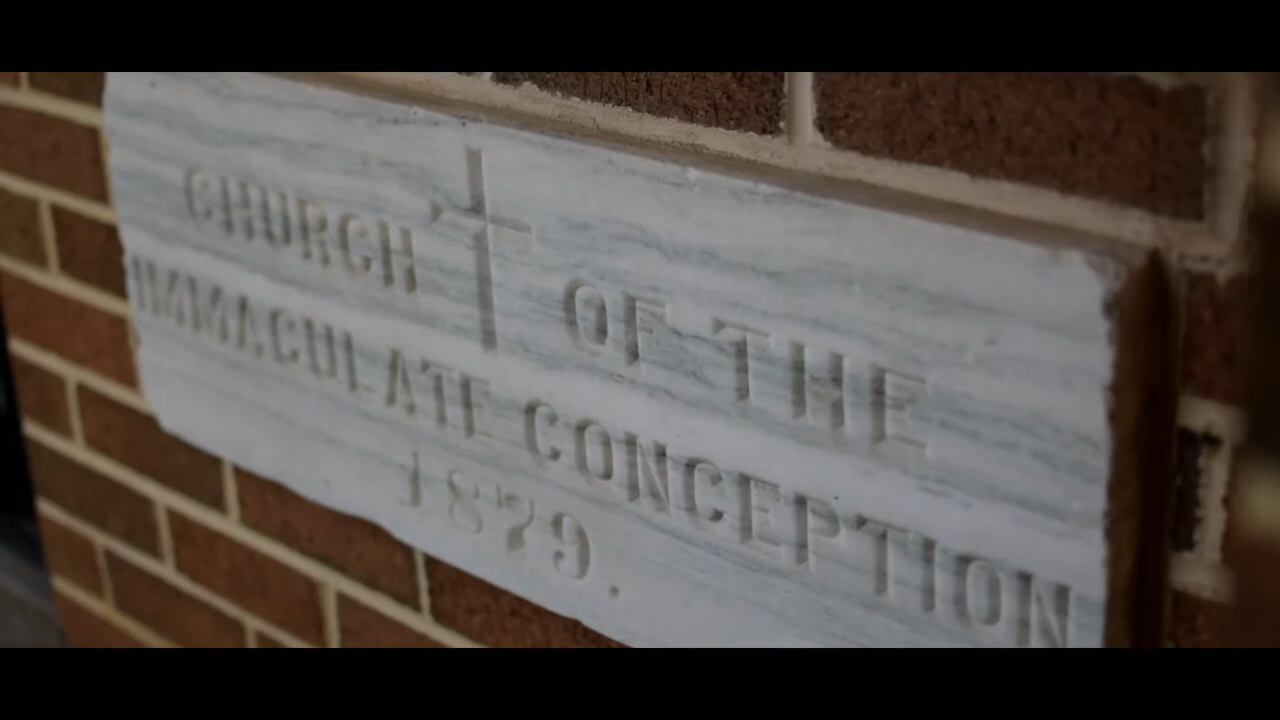 CHURCH OF THE
IMMACULATE CONCEPTION
1879.